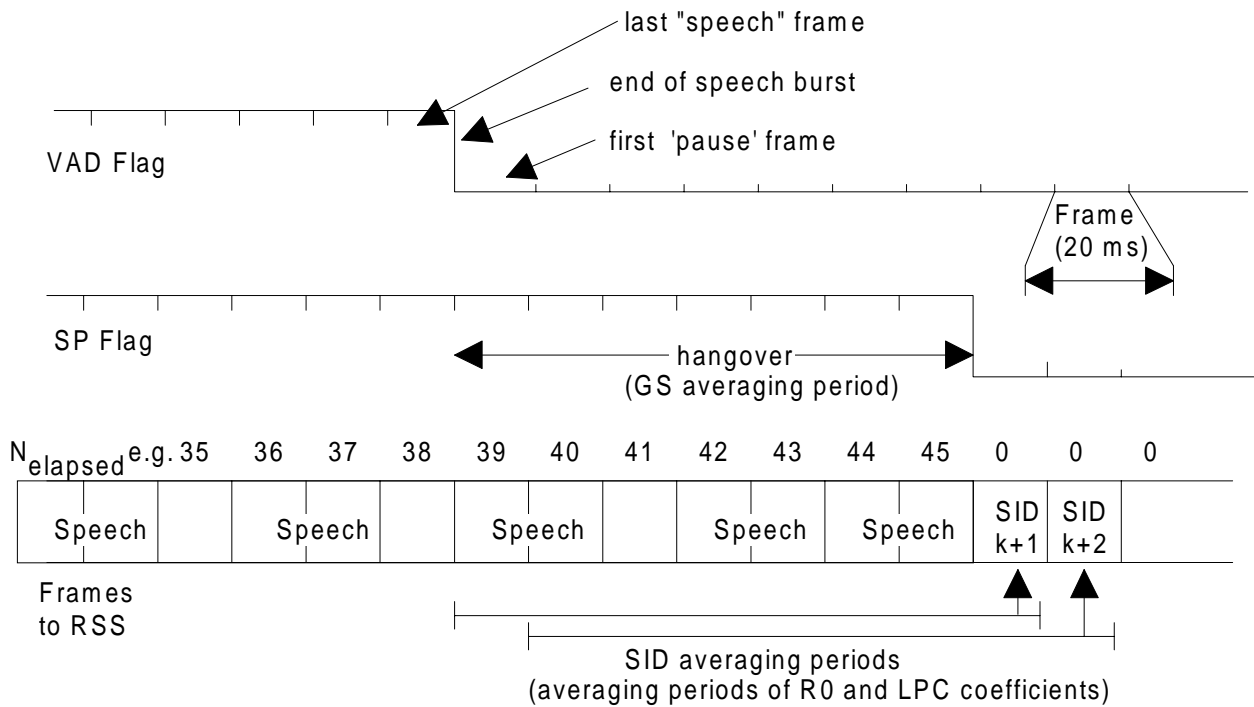 last "speech" frame
end of speech burst
first 'pause' frame
VAD Flag
Frame
(20 ms)
SP Flag
hangover
(GS averaging period)
N elapsed e.g. 35 36 37 38 39 40 41 42 43 44 45 0 0 0
Speech Speech Speech Speech Speech SID k+1 SID k+2
Frames
to RSS
SID averaging periods
(averaging periods of R0 and LPC coefficients)